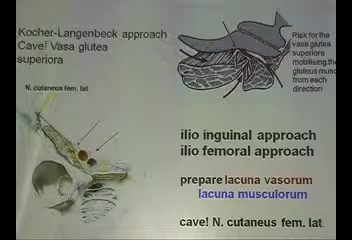 Kocher-Langenbeck approach
Cave! Vasa glutea
superiora
N. cutaneus fem. lat
Risk for the
vasa glutea
superiora
mobilising the
gluteus musc
from each
direction
ilio inguinal approach
ilio femoral approach
prepare lacuna vasorum
lacuna musculorum
cave! N. cutaneus fem. lat.